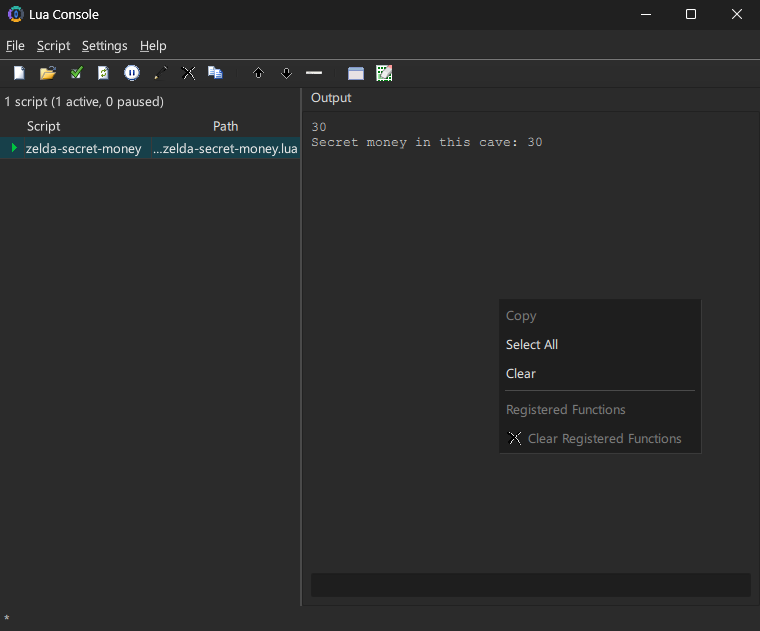 Lua Console
File Script Settings Help
1 script (1 active, 0 paused)
Script Path
zelda-secret-money ...zelda-secret-money.lua
Output
30
Secret money in this cave: 30
Copy
Select All
Clear
Registered Functions
Clear Registered Functions
*